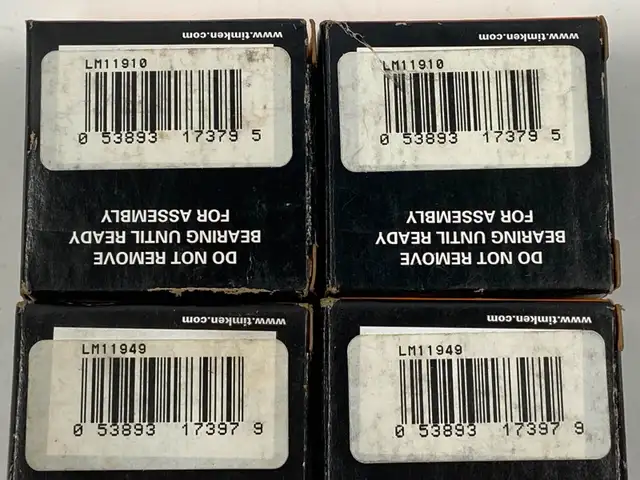 www.timken.com
LM11910
0 53893 17379 5
DO NOT REMOVE
BEARING UNTIL READY
FOR ASSEMBLY
www.timken.com
LM11910
0 53893 17379 5
DO NOT REMOVE
BEARING UNTIL READY
FOR ASSEMBLY
www.timken.com
LM11949
0 53893 17397 9
www.timken.com
LM11949
0 53893 17397 9